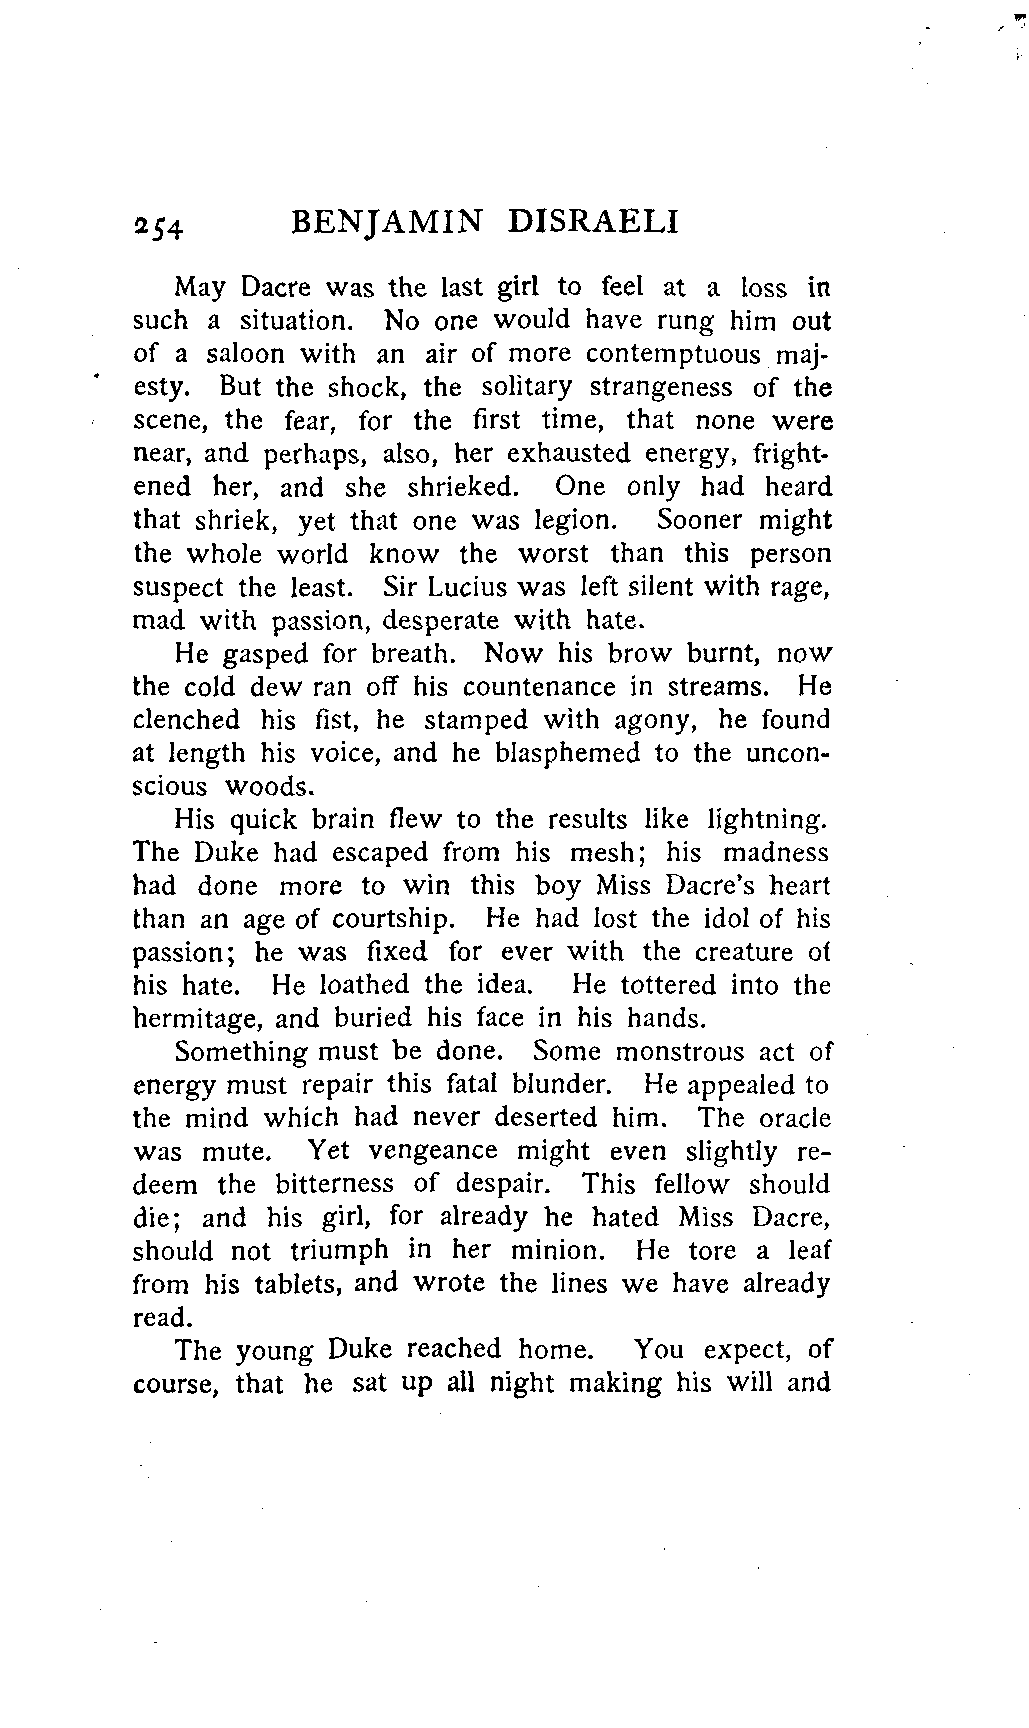 254 BENJAMIN DISRAELI
May Dacre was the last girl to feel at a loss in
such a situation. No one would have rung him out
of a saloon with an air of more contemptuous maj-
esty. But the shock, the solitary strangeness of the
scene, the fear, for the first time, that none were
near, and perhaps, also, her exhausted energy, fright-
ened her, and she shrieked. One only had heard
that shriek, yet that one was legion. Sooner might
the whole world know the worst than this person
suspect the least. Sir Lucius was left silent with rage,
mad with passion, desperate with hate.
He gasped for breath. Now his brow burnt, now
the cold dew ran off his countenance in streams. He
clenched his fist, he stamped with agony, he found
at length his voice, and he blasphemed to the uncon-
scious woods.
His quick brain flew to the results like lightning.
The Duke had escaped from his mesh; his madness
had done more to win this boy Miss Dacre's heart
than an age of courtship. He had lost the idol of his
passion; he was fixed for ever with the creature of
his hate. He loathed the idea. He tottered into the
hermitage, and buried his face in his hands.
Something must be done. Some monstrous act of
energy must repair this fatal blunder. He appealed to
the mind which had never deserted him. The oracle
was mute. Yet vengeance might even slightly re-
deem the bitterness of despair. This fellow should
die; and his girl, for already he hated Miss Dacre,
should not triumph in her minion. He tore a leaf
from his tablets, and wrote the lines we have already
read.
The young Duke reached home. You expect, of
course, that he sat up all night making his will and